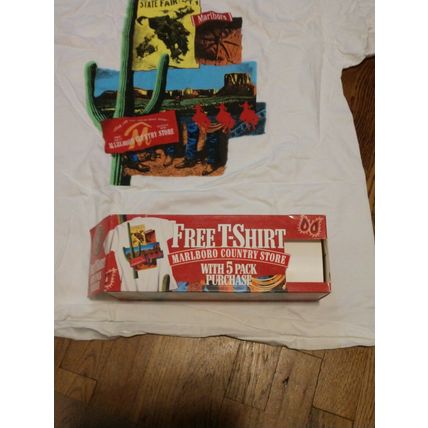 STATE FAIR
Marlboro
MARLBORO COUNTRY STORE
FREE T-SHIRT
MARLBORO COUNTRY STORE
WITH 5 PACK
PURCHASE